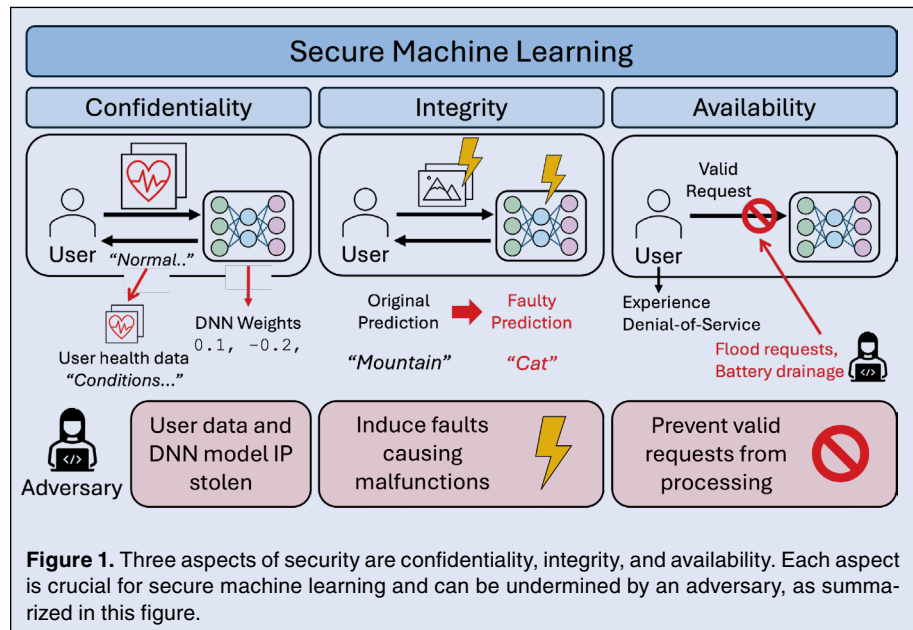 Secure Machine Learning
Confidentiality
Integrity
Availability
User
"Normal.."
User health data
"Conditions..."
DNN Weights
0.1, -0.2,
User
Original
Prediction
"Mountain"
Faulty
Prediction
"Cat"
Valid
Request
User
Experience
Denial-of-Service
Flood requests,
Battery drainage
</>
Adversary
</>
User data and
DNN model IP
stolen
Induce faults
causing
malfunctions
Prevent valid
requests from
processing
Figure 1. Three aspects of security are confidentiality, integrity, and availability. Each aspect
is crucial for secure machine learning and can be undermined by an adversary, as summa-
rized in this figure.